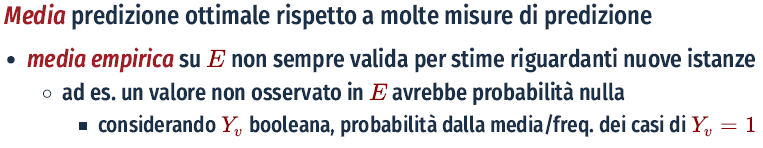 Media predizione ottimale rispetto a molte misure di predizione
• media empirica su E non sempre valida per stime riguardanti nuove istanze
○ ad es. un valore non osservato in E avrebbe probabilità nulla
▪ considerando Y_v booleana, probabilità dalla media/freq. dei casi di Y_v = 1